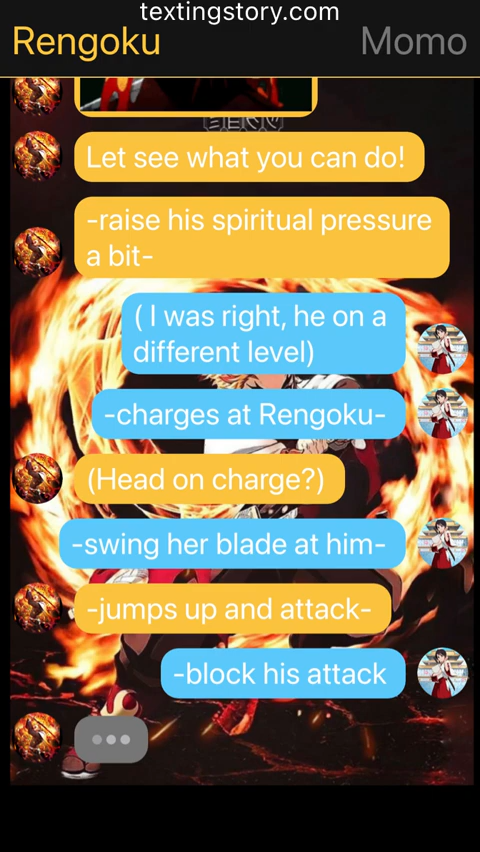 textingstory.com
Rengoku
Momo
Let see what you can do!
-raise his spiritual pressure
a bit-
( I was right, he on a
different level)
-charges at Rengoku-
(Head on charge?)
-swing her blade at him-
-jumps up and attack-
-block his attack